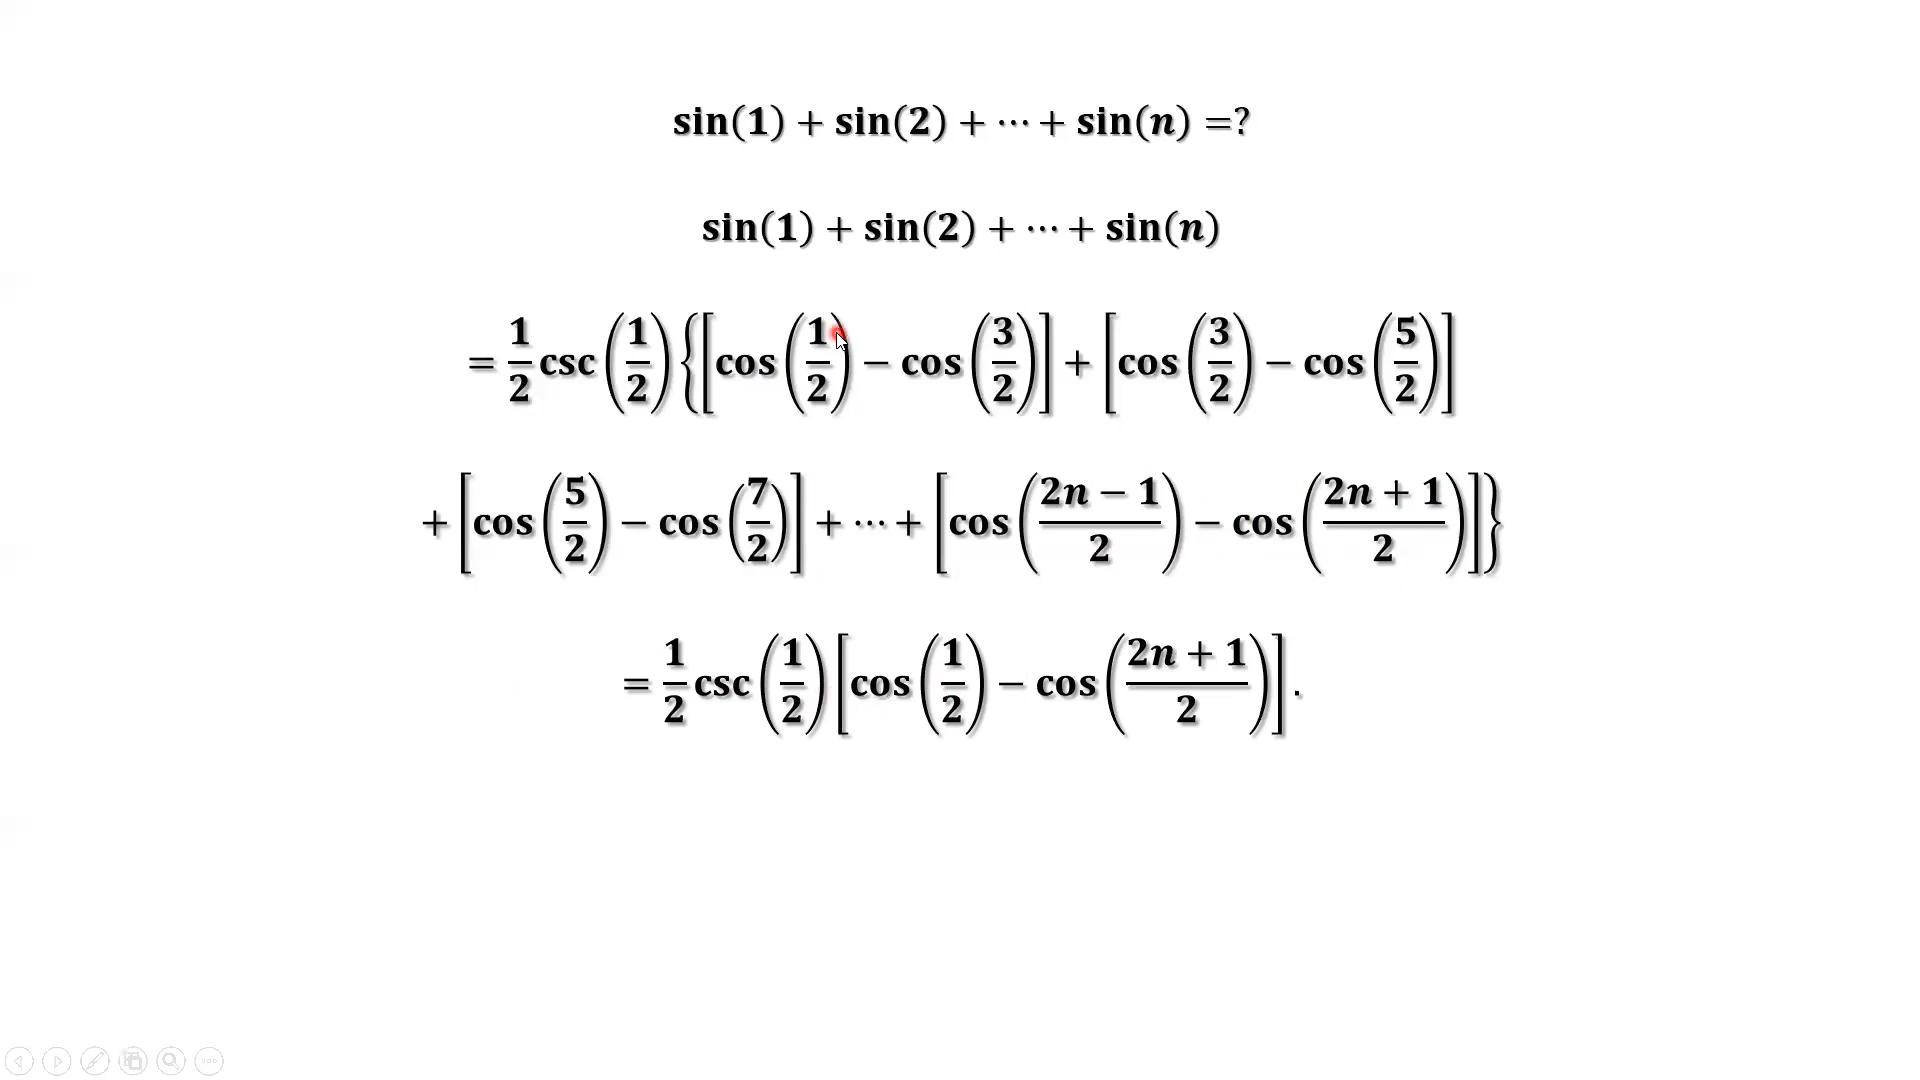 sin(1) + sin(2) + ⋯ + sin(n) =?
sin(1) + sin(2) + ⋯ + sin(n)
= 1/2 csc(1/2){[cos(1/2) − cos(3/2)] + [cos(3/2) − cos(5/2)]
+ [cos(5/2) − cos(7/2)] + ⋯ + [cos((2n − 1)/2) − cos((2n + 1)/2)]}
= 1/2 csc(1/2)[cos(1/2) − cos((2n + 1)/2)].